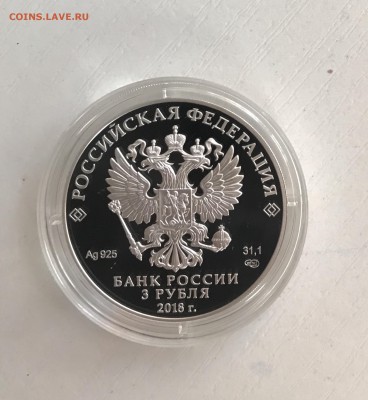 COINS.LAVE.RU
РОССИЙСКАЯ ФЕДЕРАЦИЯ
Ag 925
31,1
БАНК РОССИИ
3 РУБЛЯ
2018 г.